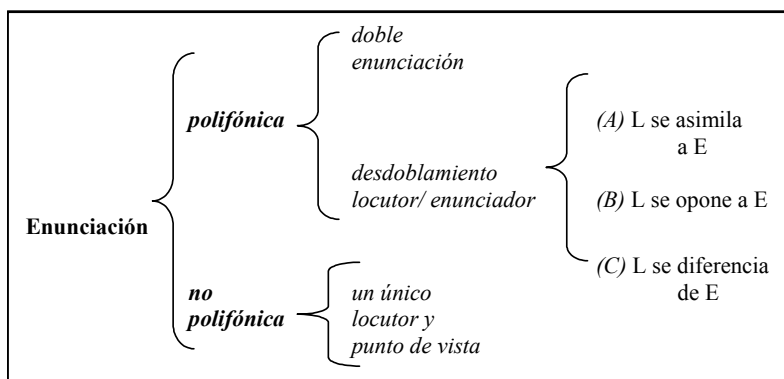 Enunciación
polifónica
doble
enunciación
desdoblamiento
locutor/ enunciador
(A) L se asimila
a E
(B) L se opone a E
(C) L se diferencia
de E
no
polifónica
un único
locutor y
punto de vista